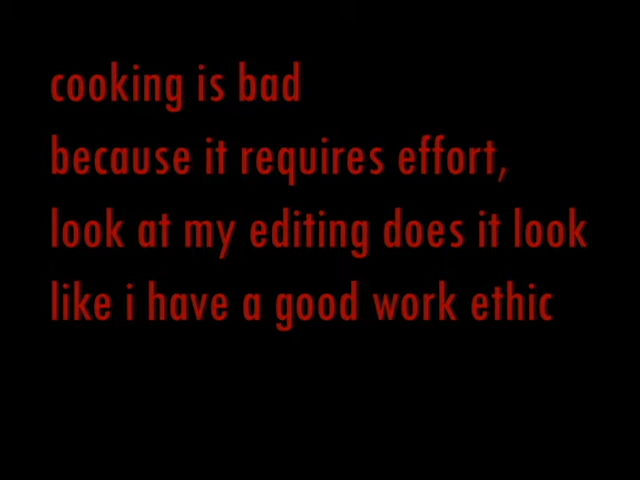 cooking is bad
because it requires effort,
look at my editing does it look
like i have a good work ethic